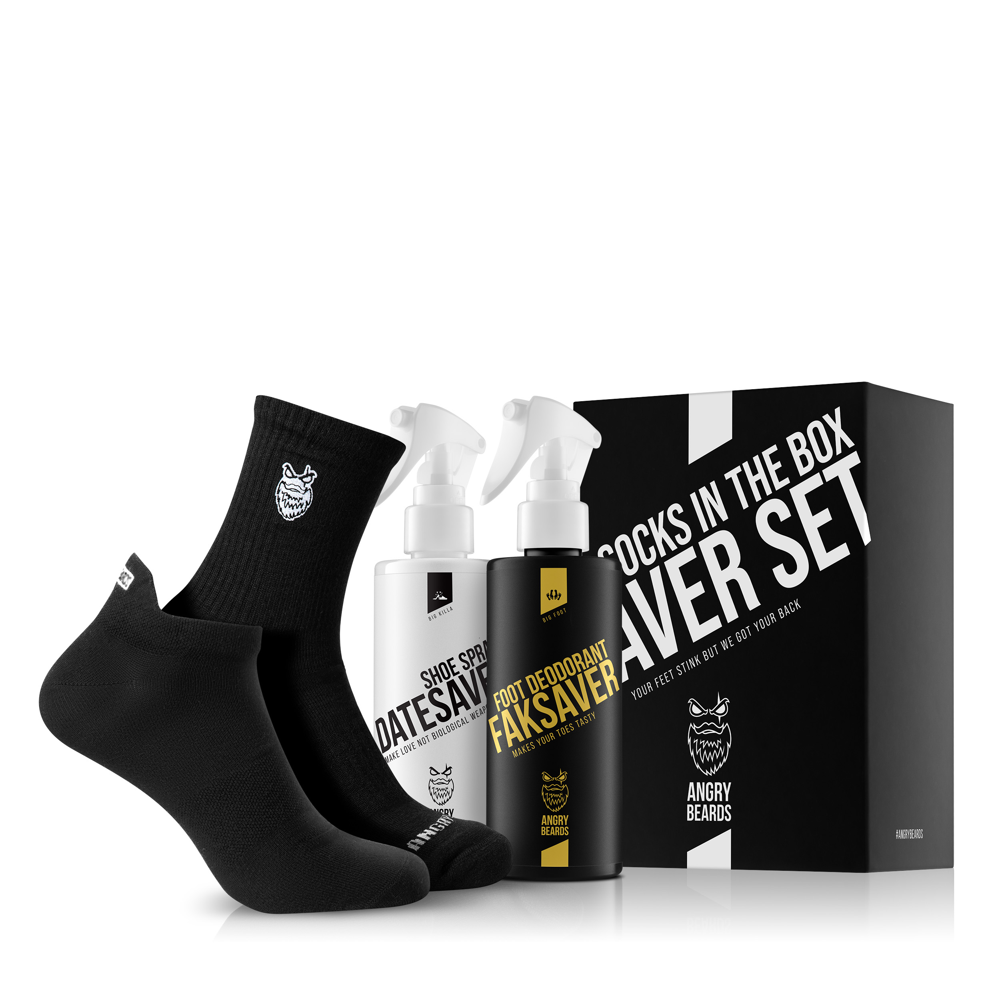 SOCKS IN THE BOX
AVER SET
YOUR FEET STINK BUT WE GOT YOUR BACK
ANGRY
BEARDS
#ANGRYBEARDS
BIG KILLA
SHOE SPRA
DATESAVE
MAKE LOVE NOT BIOLOGICAL WEAP
ANGRY
BIG FOOT
FOOT DEODORANT
FAKSAVER
MAKES YOUR TOES TASTY
ANGRY
BEARDS
ANGRY